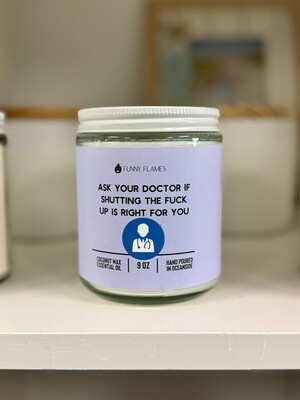 FUNNY FLAMES
ASK YOUR DOCTOR IF
SHUTTING THE FUCK
UP IS RIGHT FOR YOU
COCONUT WAX
ESSENTIAL OIL
9 OZ
HAND POURED
IN OCEANSIDE